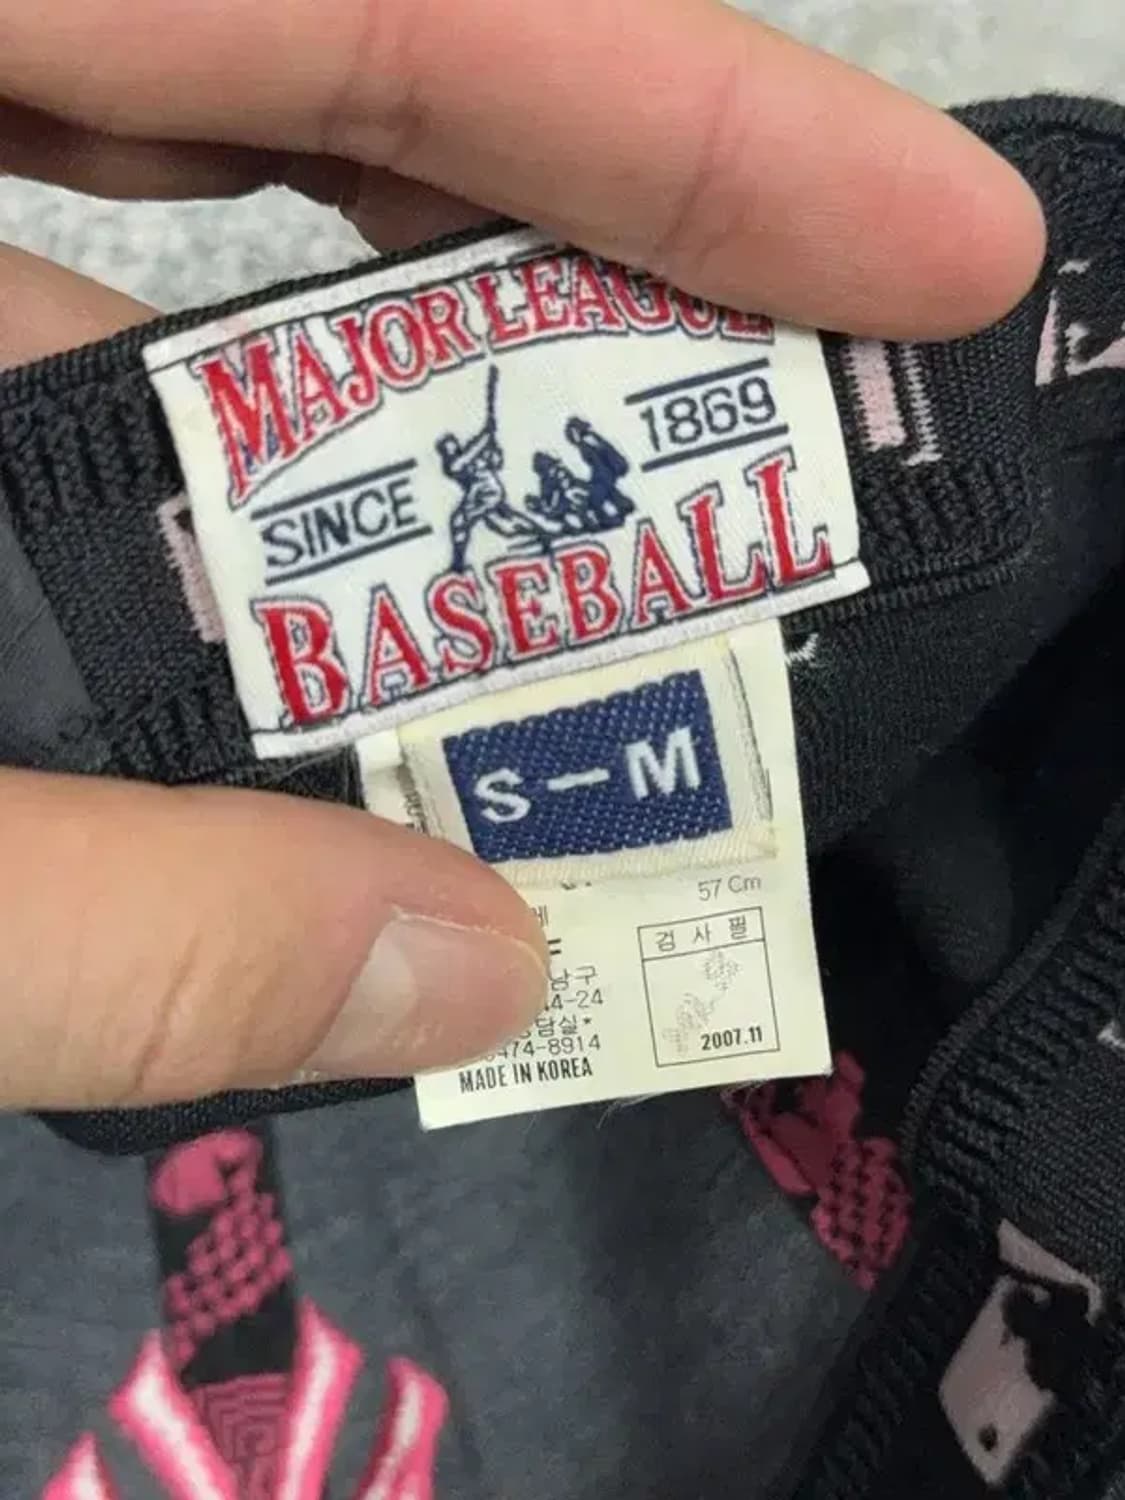 MAJOR LEAGUE
SINCE
1869
BASEBALL
S-M
57 Cm
검사필
남구
4-24
담실*
474-8914
2007.11
MADE IN KOREA